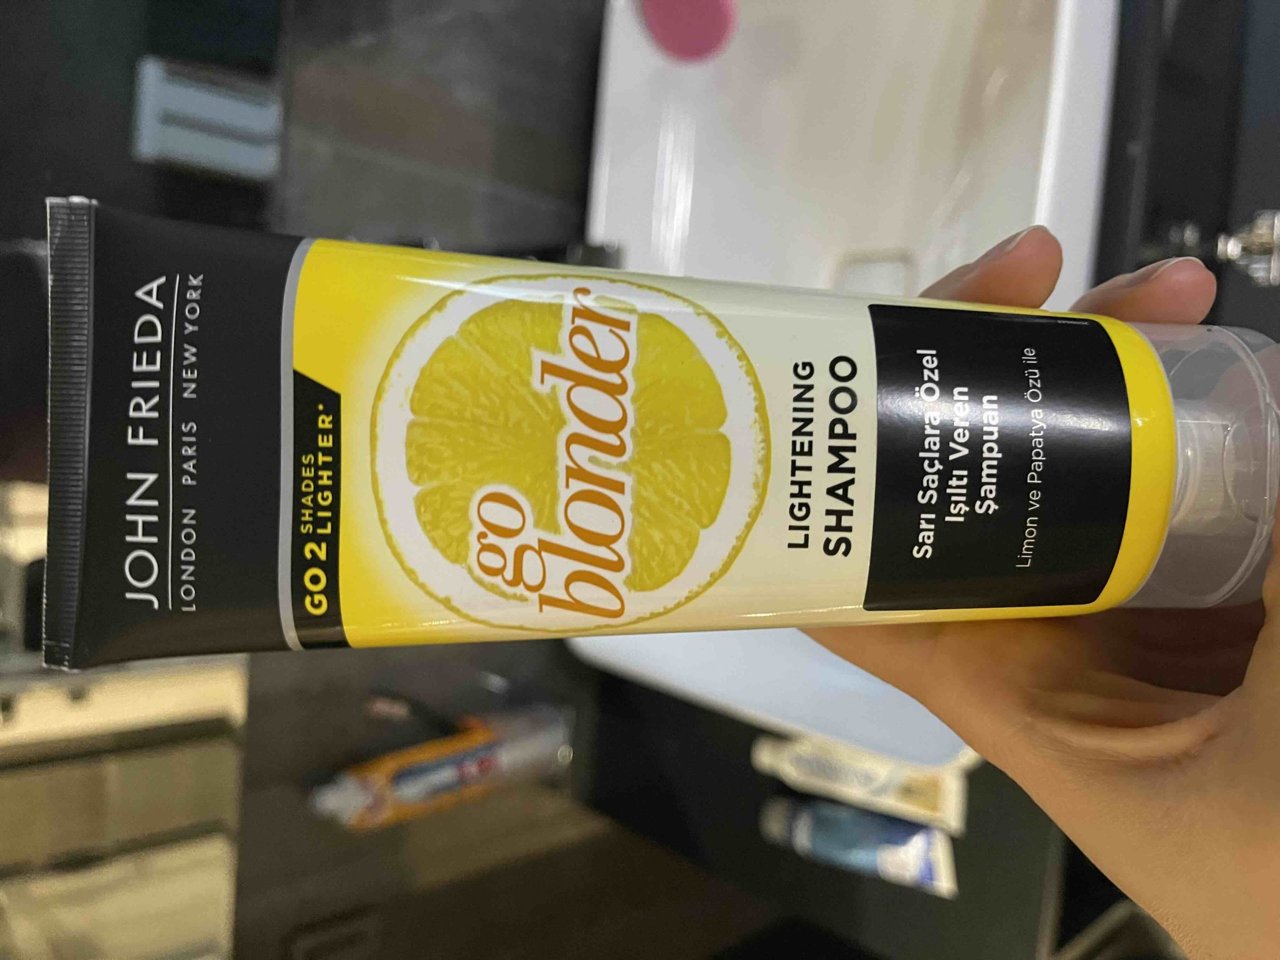 JOHN FRIEDA
LONDON PARIS NEW YORK
GO 2 SHADES
LIGHTER*
go
blonder
LIGHTENING
SHAMPOO
Sarı Saçlara Özel
Işıltı Veren
Şampuan
Limon ve Papatya Özü ile